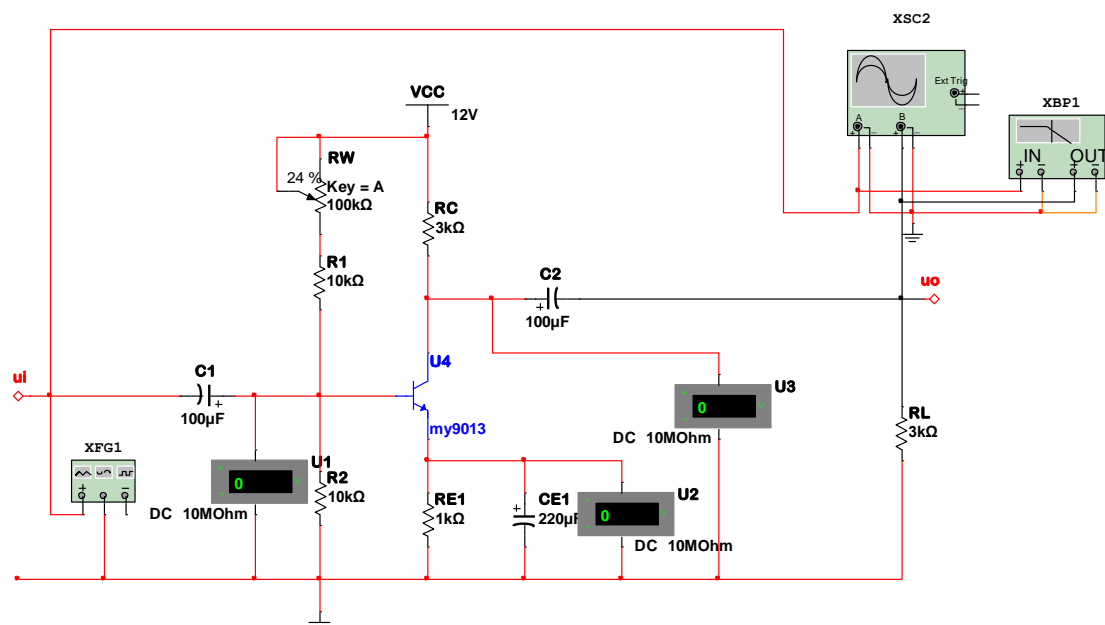 XSC2
Ext Trig
+
−
A
B
+ − + −
XBP1
IN OUT
+ − + −
VCC
12V
RW
24 %
Key = A
100kΩ
RC
3kΩ
R1
10kΩ
C2
+
100µF
uo
U4
my9013
ui
C1
100µF +
U3
0
V
DC 10MOhm
RL
3kΩ
XFG1
+ −
U1
0
V
DC 10MOhm
R2
10kΩ
RE1
1kΩ
+
CE1
220µF
U2
0
V
DC 10MOhm